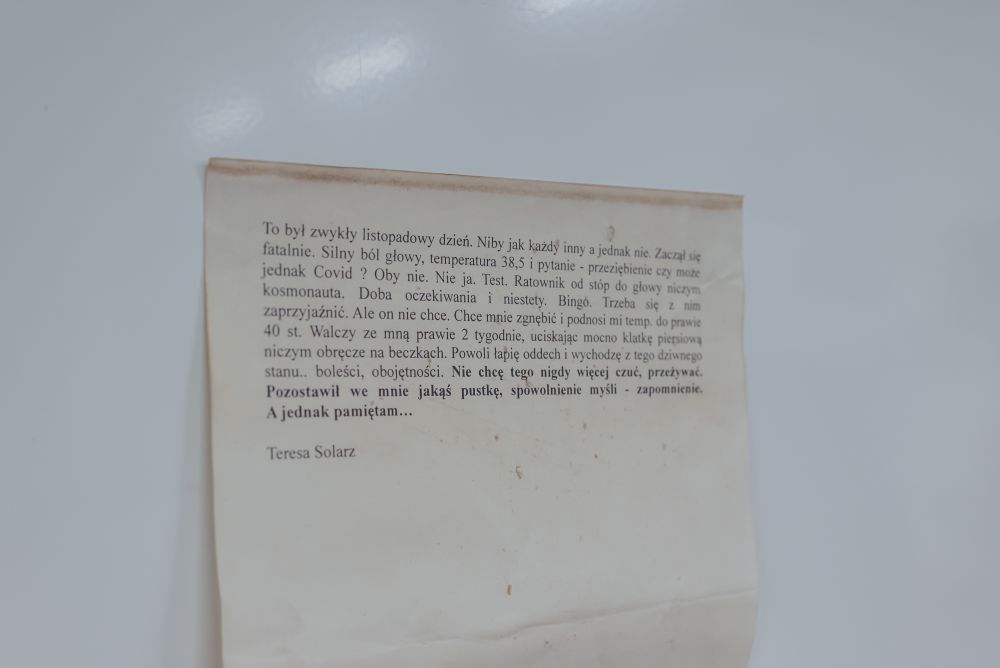 To był zwykły listopadowy dzień. Niby jak każdy inny a jednak nie. Zaczął się
fatalnie. Silny ból głowy, temperatura 38,5 i pytanie - przeziębienie czy może
jednak Covid ? Oby nie. Nie ja. Test. Ratownik od stóp do głowy niczym
kosmonauta. Doba oczekiwania i niestety. Bingo. Trzeba się z nim
zaprzyjaźnić. Ale on nie chce. Chce mnie zgnębić i podnosi mi temp. do prawie
40 st. Walczy ze mną prawie 2 tygodnie, uciskając mocno klatkę piersiową
niczym obręcze na beczkach. Powoli łapię oddech i wychodzę z tego dziwnego
stanu.. boleści, obojętności. Nie chcę tego nigdy więcej czuć, przeżywać.
Pozostawił we mnie jakąś pustkę, spowolnienie myśli - zapomnienie.
A jednak pamiętam...
Teresa Solarz